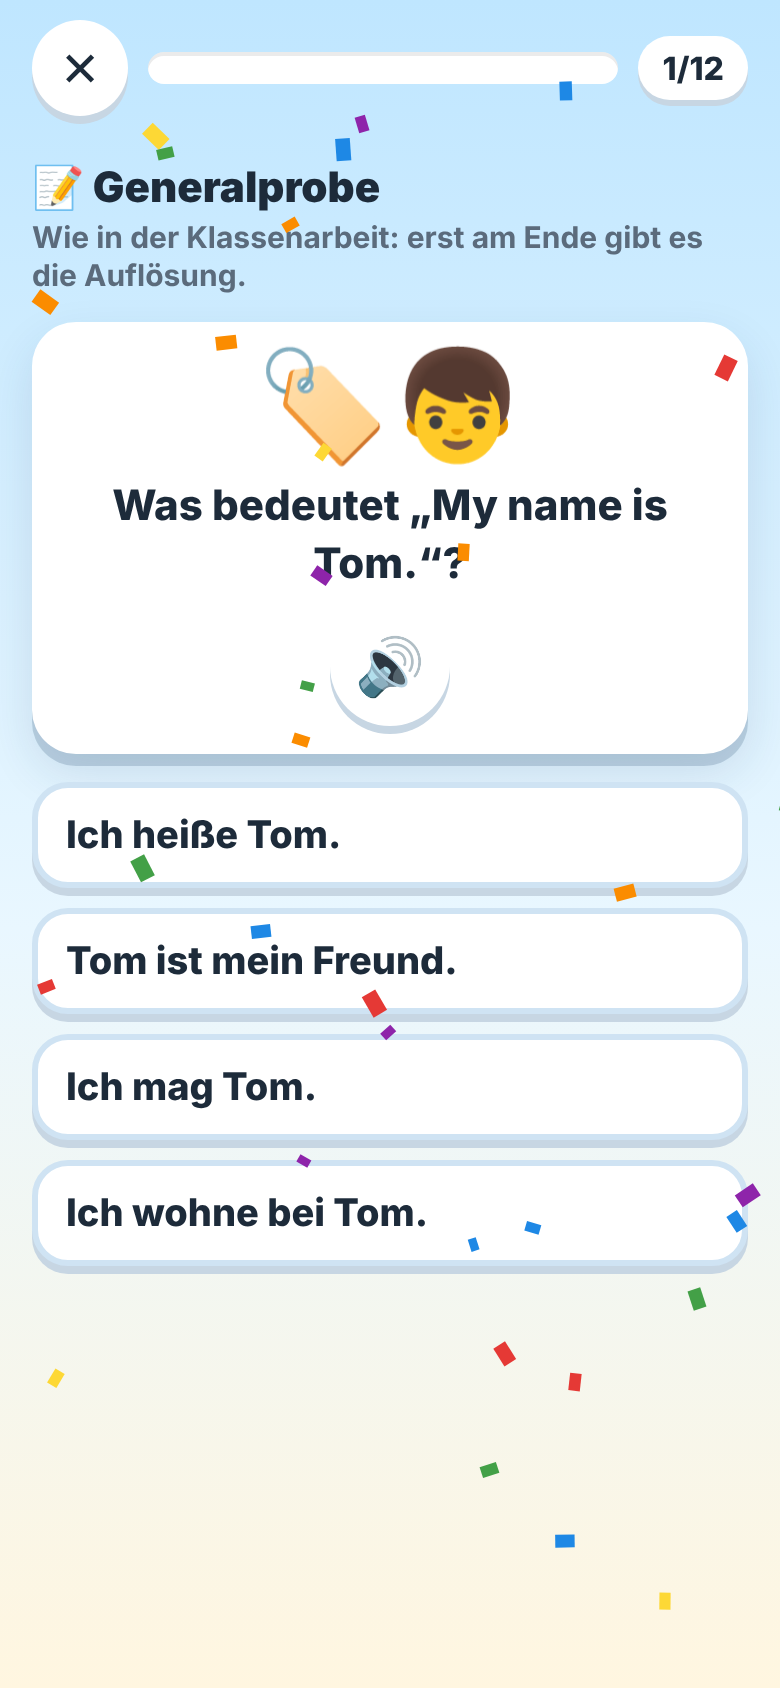 1/12
Generalprobe
Wie in der Klassenarbeit: erst am Ende gibt es
die Auflösung.
Was bedeutet „My name is
Tom.“?
Ich heiße Tom.
Tom ist mein Freund.
Ich mag Tom.
Ich wohne bei Tom.